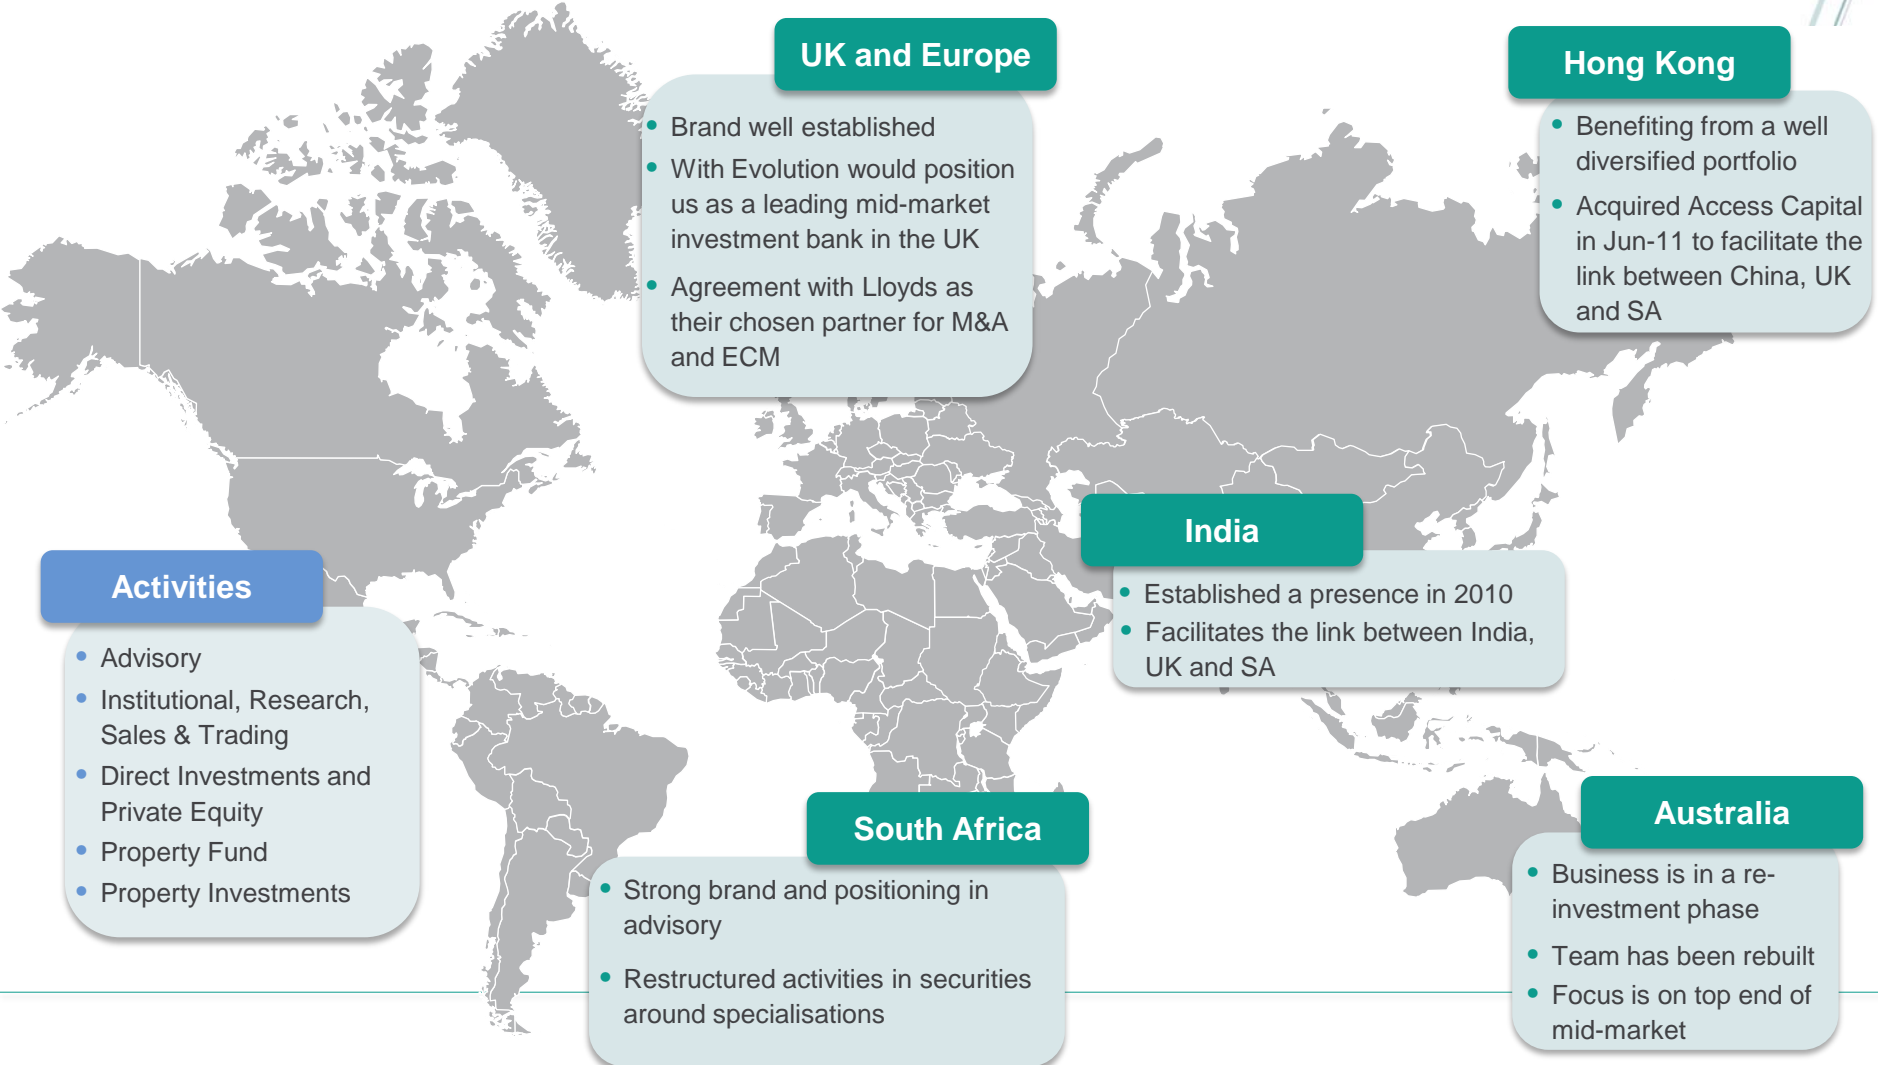 UK and Europe
Brand well established
With Evolution would position
us as a leading mid-market
investment bank in the UK
Agreement with Lloyds as
their chosen partner for M&A
and ECM
Hong Kong
Benefiting from a well
diversified portfolio
Acquired Access Capital
in Jun-11 to facilitate the
link between China, UK
and SA
India
Established a presence in 2010
Facilitates the link between India,
UK and SA
Activities
Advisory
Institutional, Research,
Sales & Trading
Direct Investments and
Private Equity
Property Fund
Property Investments
South Africa
Strong brand and positioning in
advisory
Restructured activities in securities
around specialisations
Australia
Business is in a re-
investment phase
Team has been rebuilt
Focus is on top end of
mid-market